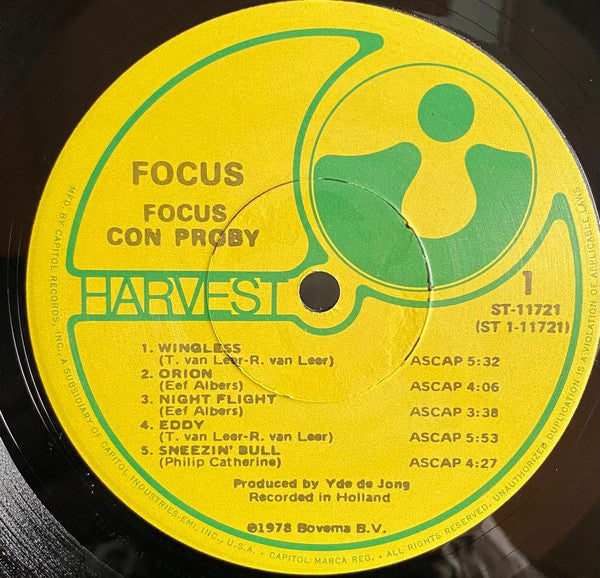 FOCUS
FOCUS
CON PROBY
HARVEST
1
ST-11721
(ST 1-11721)
1. WINGLESS
(T. van Leer-R. van Leer) ASCAP 5:32
2. ORION
(Eef Albers) ASCAP 4:06
3. NIGHT FLIGHT
(Eef Albers) ASCAP 3:38
4. EDDY
(T. van Leer-R. van Leer) ASCAP 5:53
5. SNEEZIN' BULL
(Philip Catherine) ASCAP 4:27
Produced by Yde de Jong
Recorded in Holland
℗1978 Bovema B.V.
MFD. BY CAPITOL RECORDS, INC., A SUBSIDIARY OF CAPITOL INDUSTRIES-EMI, INC., U.S.A. • CAPITOL MARCA REG. • ALL RIGHTS RESERVED. UNAUTHORIZED DUPLICATION IS A VIOLATION OF APPLICABLE LAWS